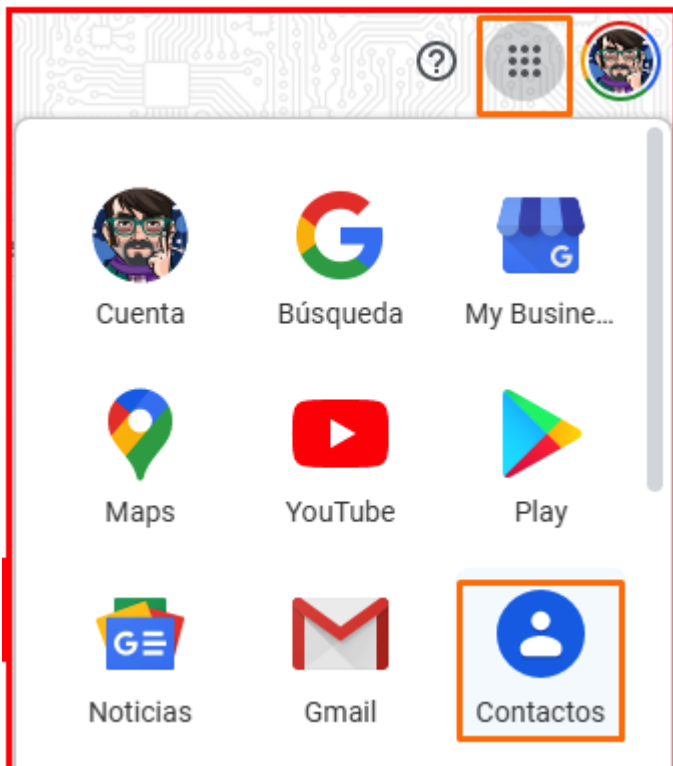 Cuenta
Búsqueda
My Busine...
Maps
YouTube
Play
Noticias
Gmail
Contactos